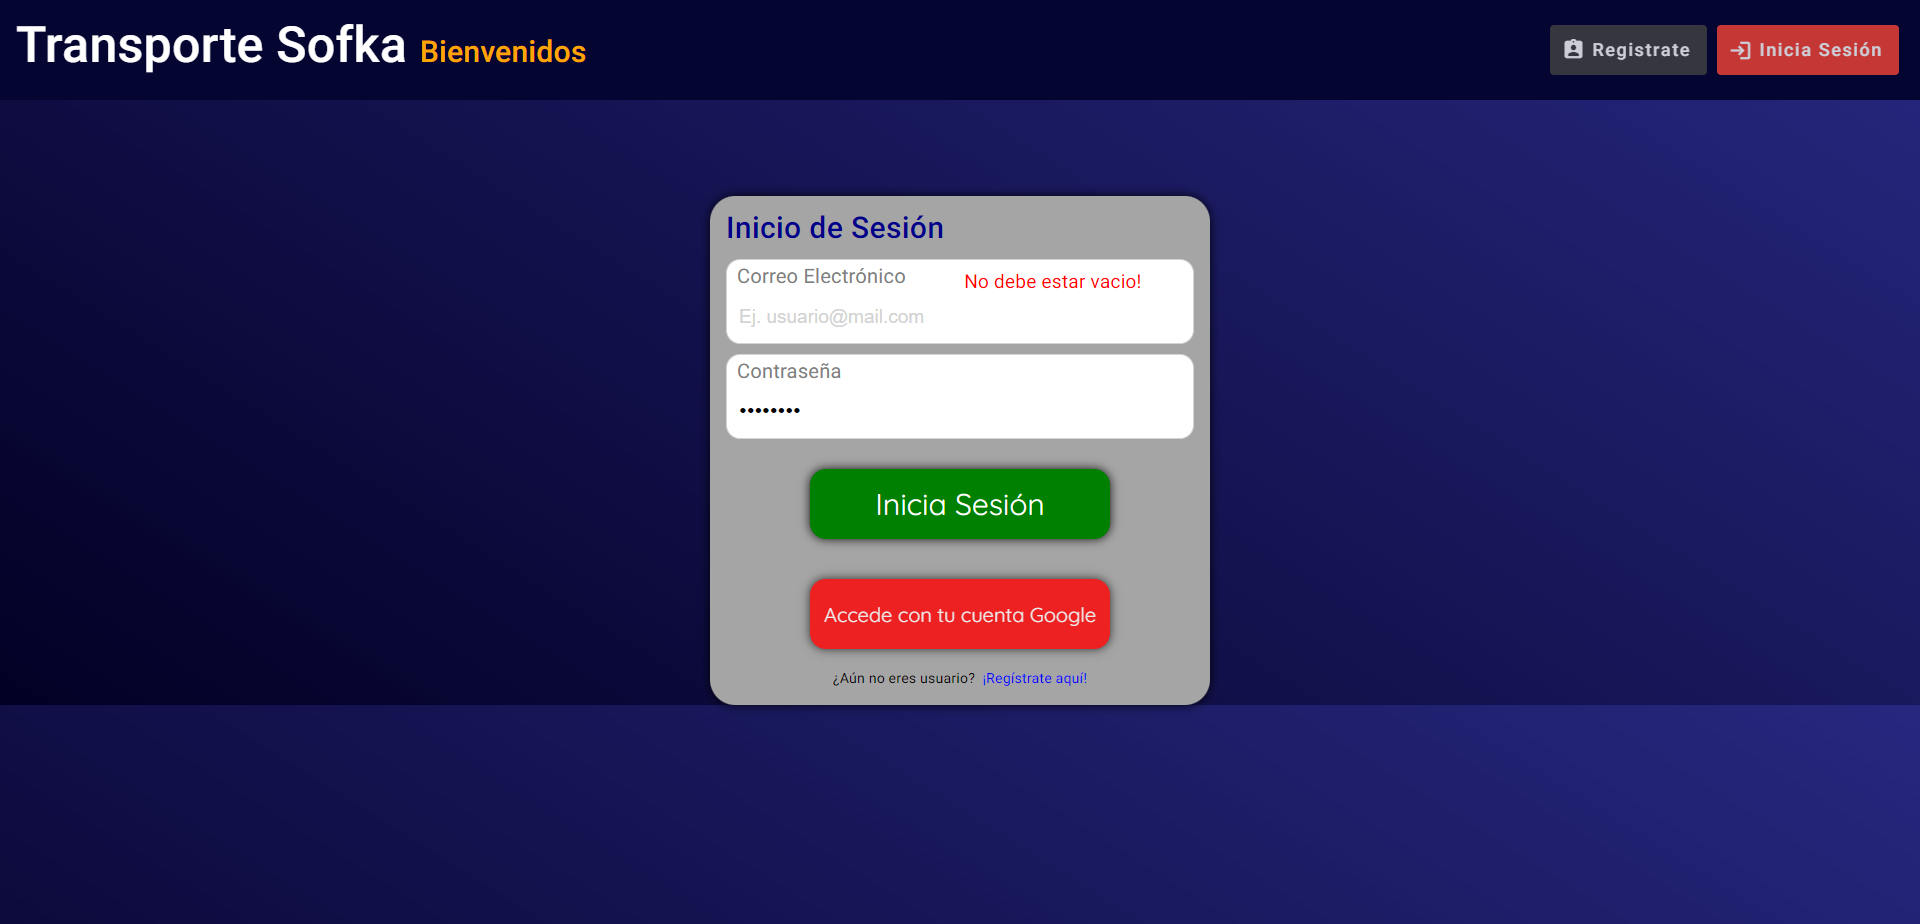 Transporte Sofka Bienvenidos
Registrate
Inicia Sesión
Inicio de Sesión
Correo Electrónico
No debe estar vacio!
Ej. usuario@mail.com
Contraseña
••••••••
Inicia Sesión
Accede con tu cuenta Google
¿Aún no eres usuario? ¡Regístrate aquí!